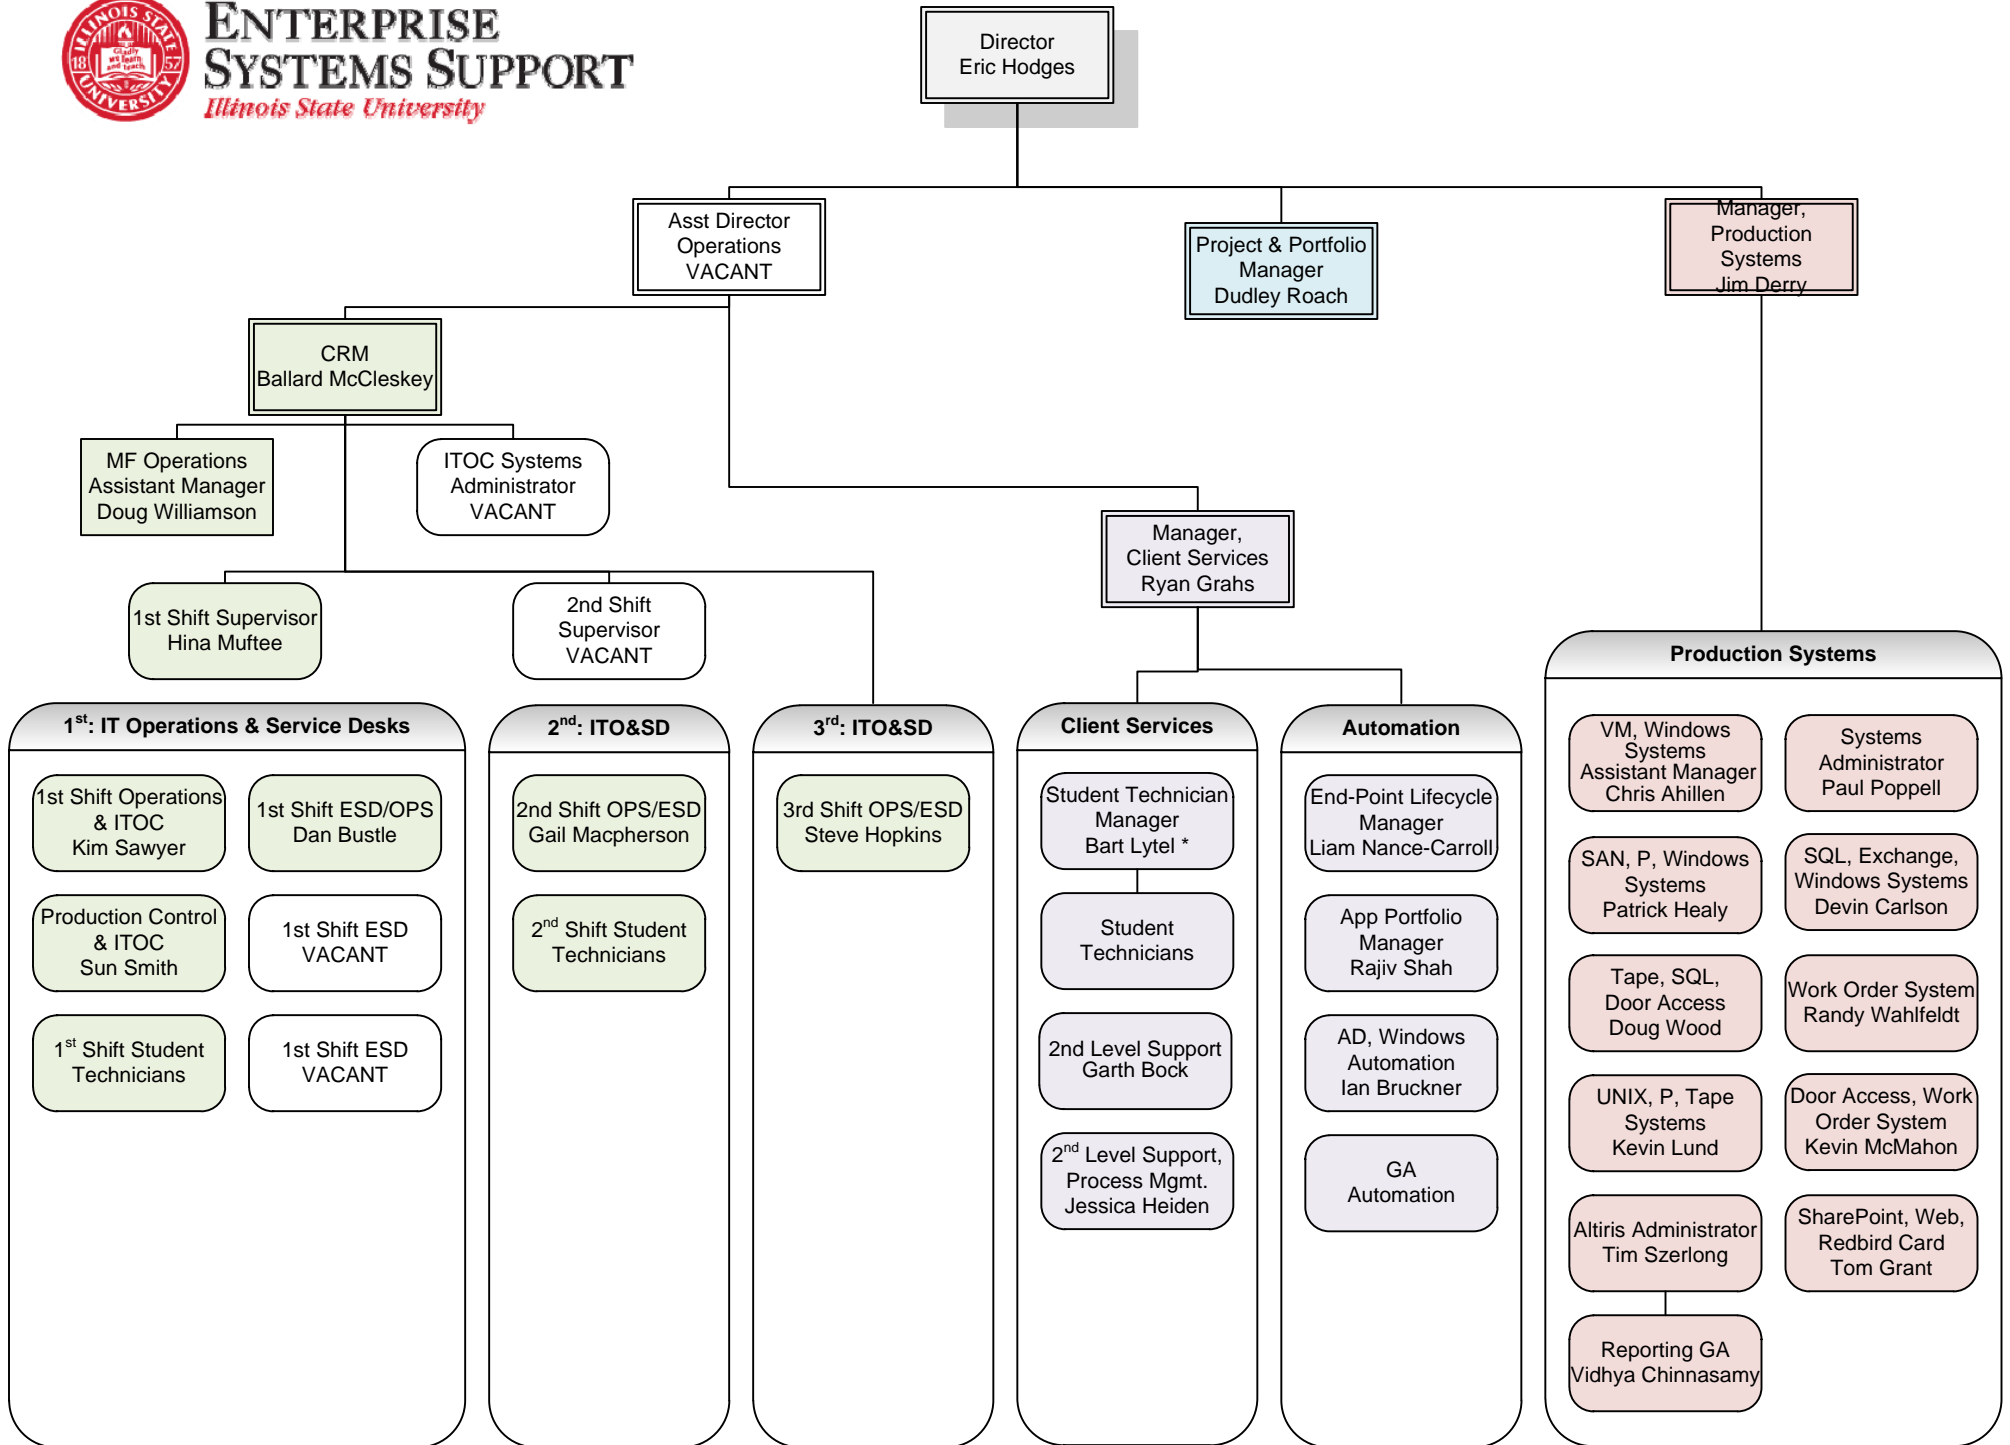 ILLINOIS STATE
UNIVERSITY
18 57
Gladly
we learn
and teach
ENTERPRISE
SYSTEMS SUPPORT
Illinois State University
Director
Eric Hodges
Asst Director
Operations
VACANT
Project & Portfolio
Manager
Dudley Roach
Manager,
Production
Systems
Jim Derry
CRM
Ballard McCleskey
MF Operations
Assistant Manager
Doug Williamson
ITOC Systems
Administrator
VACANT
Manager,
Client Services
Ryan Grahs
1st Shift Supervisor
Hina Muftee
2nd Shift
Supervisor
VACANT
1st: IT Operations & Service Desks
1st Shift Operations
& ITOC
Kim Sawyer
1st Shift ESD/OPS
Dan Bustle
Production Control
& ITOC
Sun Smith
1st Shift ESD
VACANT
1st Shift Student
Technicians
1st Shift ESD
VACANT
2nd: ITO&SD
2nd Shift OPS/ESD
Gail Macpherson
2nd Shift Student
Technicians
3rd: ITO&SD
3rd Shift OPS/ESD
Steve Hopkins
Client Services
Student Technician
Manager
Bart Lytel *
Student
Technicians
2nd Level Support
Garth Bock
2nd Level Support,
Process Mgmt.
Jessica Heiden
Automation
End-Point Lifecycle
Manager
Liam Nance-Carroll
App Portfolio
Manager
Rajiv Shah
AD, Windows
Automation
Ian Bruckner
GA
Automation
Production Systems
VM, Windows
Systems
Assistant Manager
Chris Ahillen
Systems
Administrator
Paul Poppell
SAN, P, Windows
Systems
Patrick Healy
SQL, Exchange,
Windows Systems
Devin Carlson
Tape, SQL,
Door Access
Doug Wood
Work Order System
Randy Wahlfeldt
UNIX, P, Tape
Systems
Kevin Lund
Door Access, Work
Order System
Kevin McMahon
Altiris Administrator
Tim Szerlong
SharePoint, Web,
Redbird Card
Tom Grant
Reporting GA
Vidhya Chinnasamy